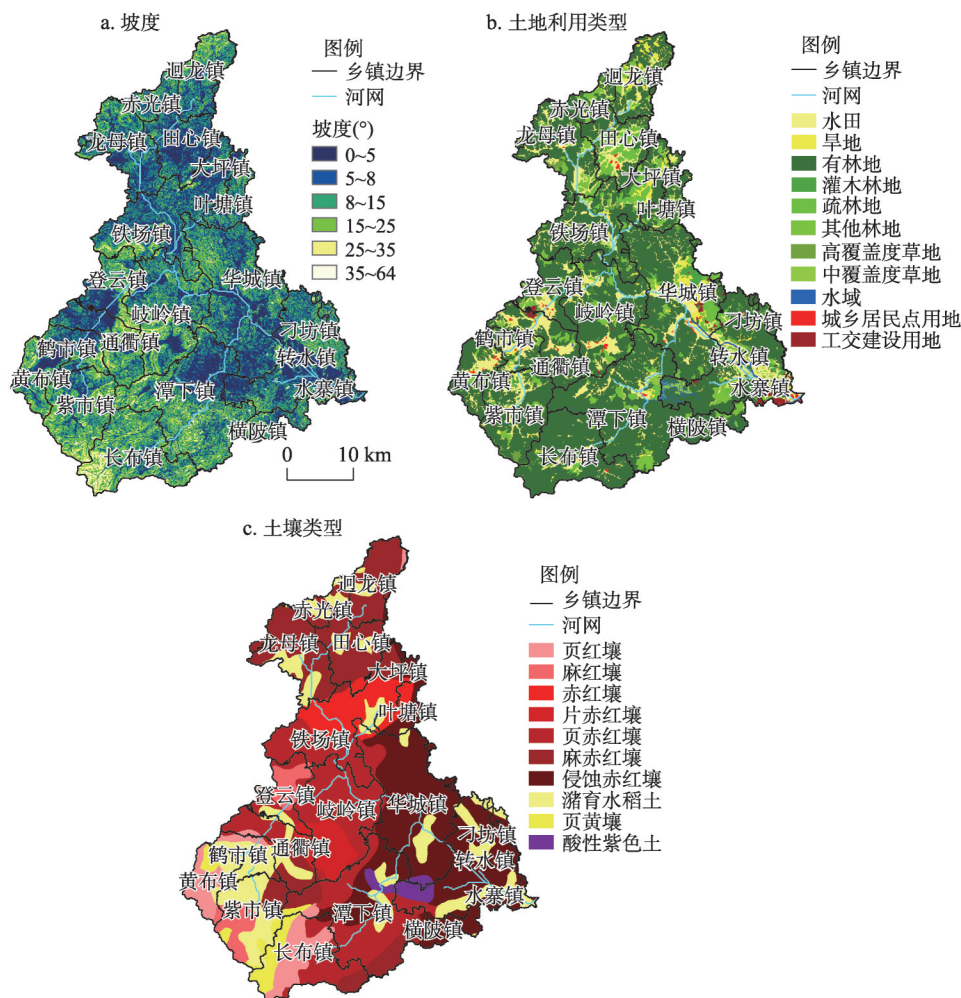 a. 坡度
图例
乡镇边界
河网
坡度(°)
0~5
5~8
8~15
15~25
25~35
35~64
迴龙镇
赤光镇
龙母镇
田心镇
大坪镇
叶塘镇
铁场镇
登云镇
华城镇
岐岭镇
刁坊镇
鹤市镇
通衢镇
转水镇
黄布镇
潭下镇
水寨镇
紫市镇
横陂镇
长布镇
0 10 km
b. 土地利用类型
图例
乡镇边界
河网
水田
旱地
有林地
灌木林地
疏林地
其他林地
高覆盖度草地
中覆盖度草地
水域
城乡居民点用地
工交建设用地
迴龙镇
赤光镇
龙母镇
田心镇
大坪镇
叶塘镇
铁场镇
登云镇
华城镇
岐岭镇
刁坊镇
鹤市镇
转水镇
通衢镇
黄布镇
水寨镇
紫市镇
潭下镇
横陂镇
长布镇
c. 土壤类型
图例
乡镇边界
河网
页红壤
麻红壤
赤红壤
片赤红壤
页赤红壤
麻赤红壤
侵蚀赤红壤
潴育水稻土
页黄壤
酸性紫色土
迴龙镇
赤光镇
龙母镇
田心镇
大坪镇
叶塘镇
铁场镇
登云镇
岐岭镇
华城镇
刁坊镇
通衢镇
鹤市镇
转水镇
黄布镇
水寨镇
紫市镇
潭下镇
横陂镇
长布镇